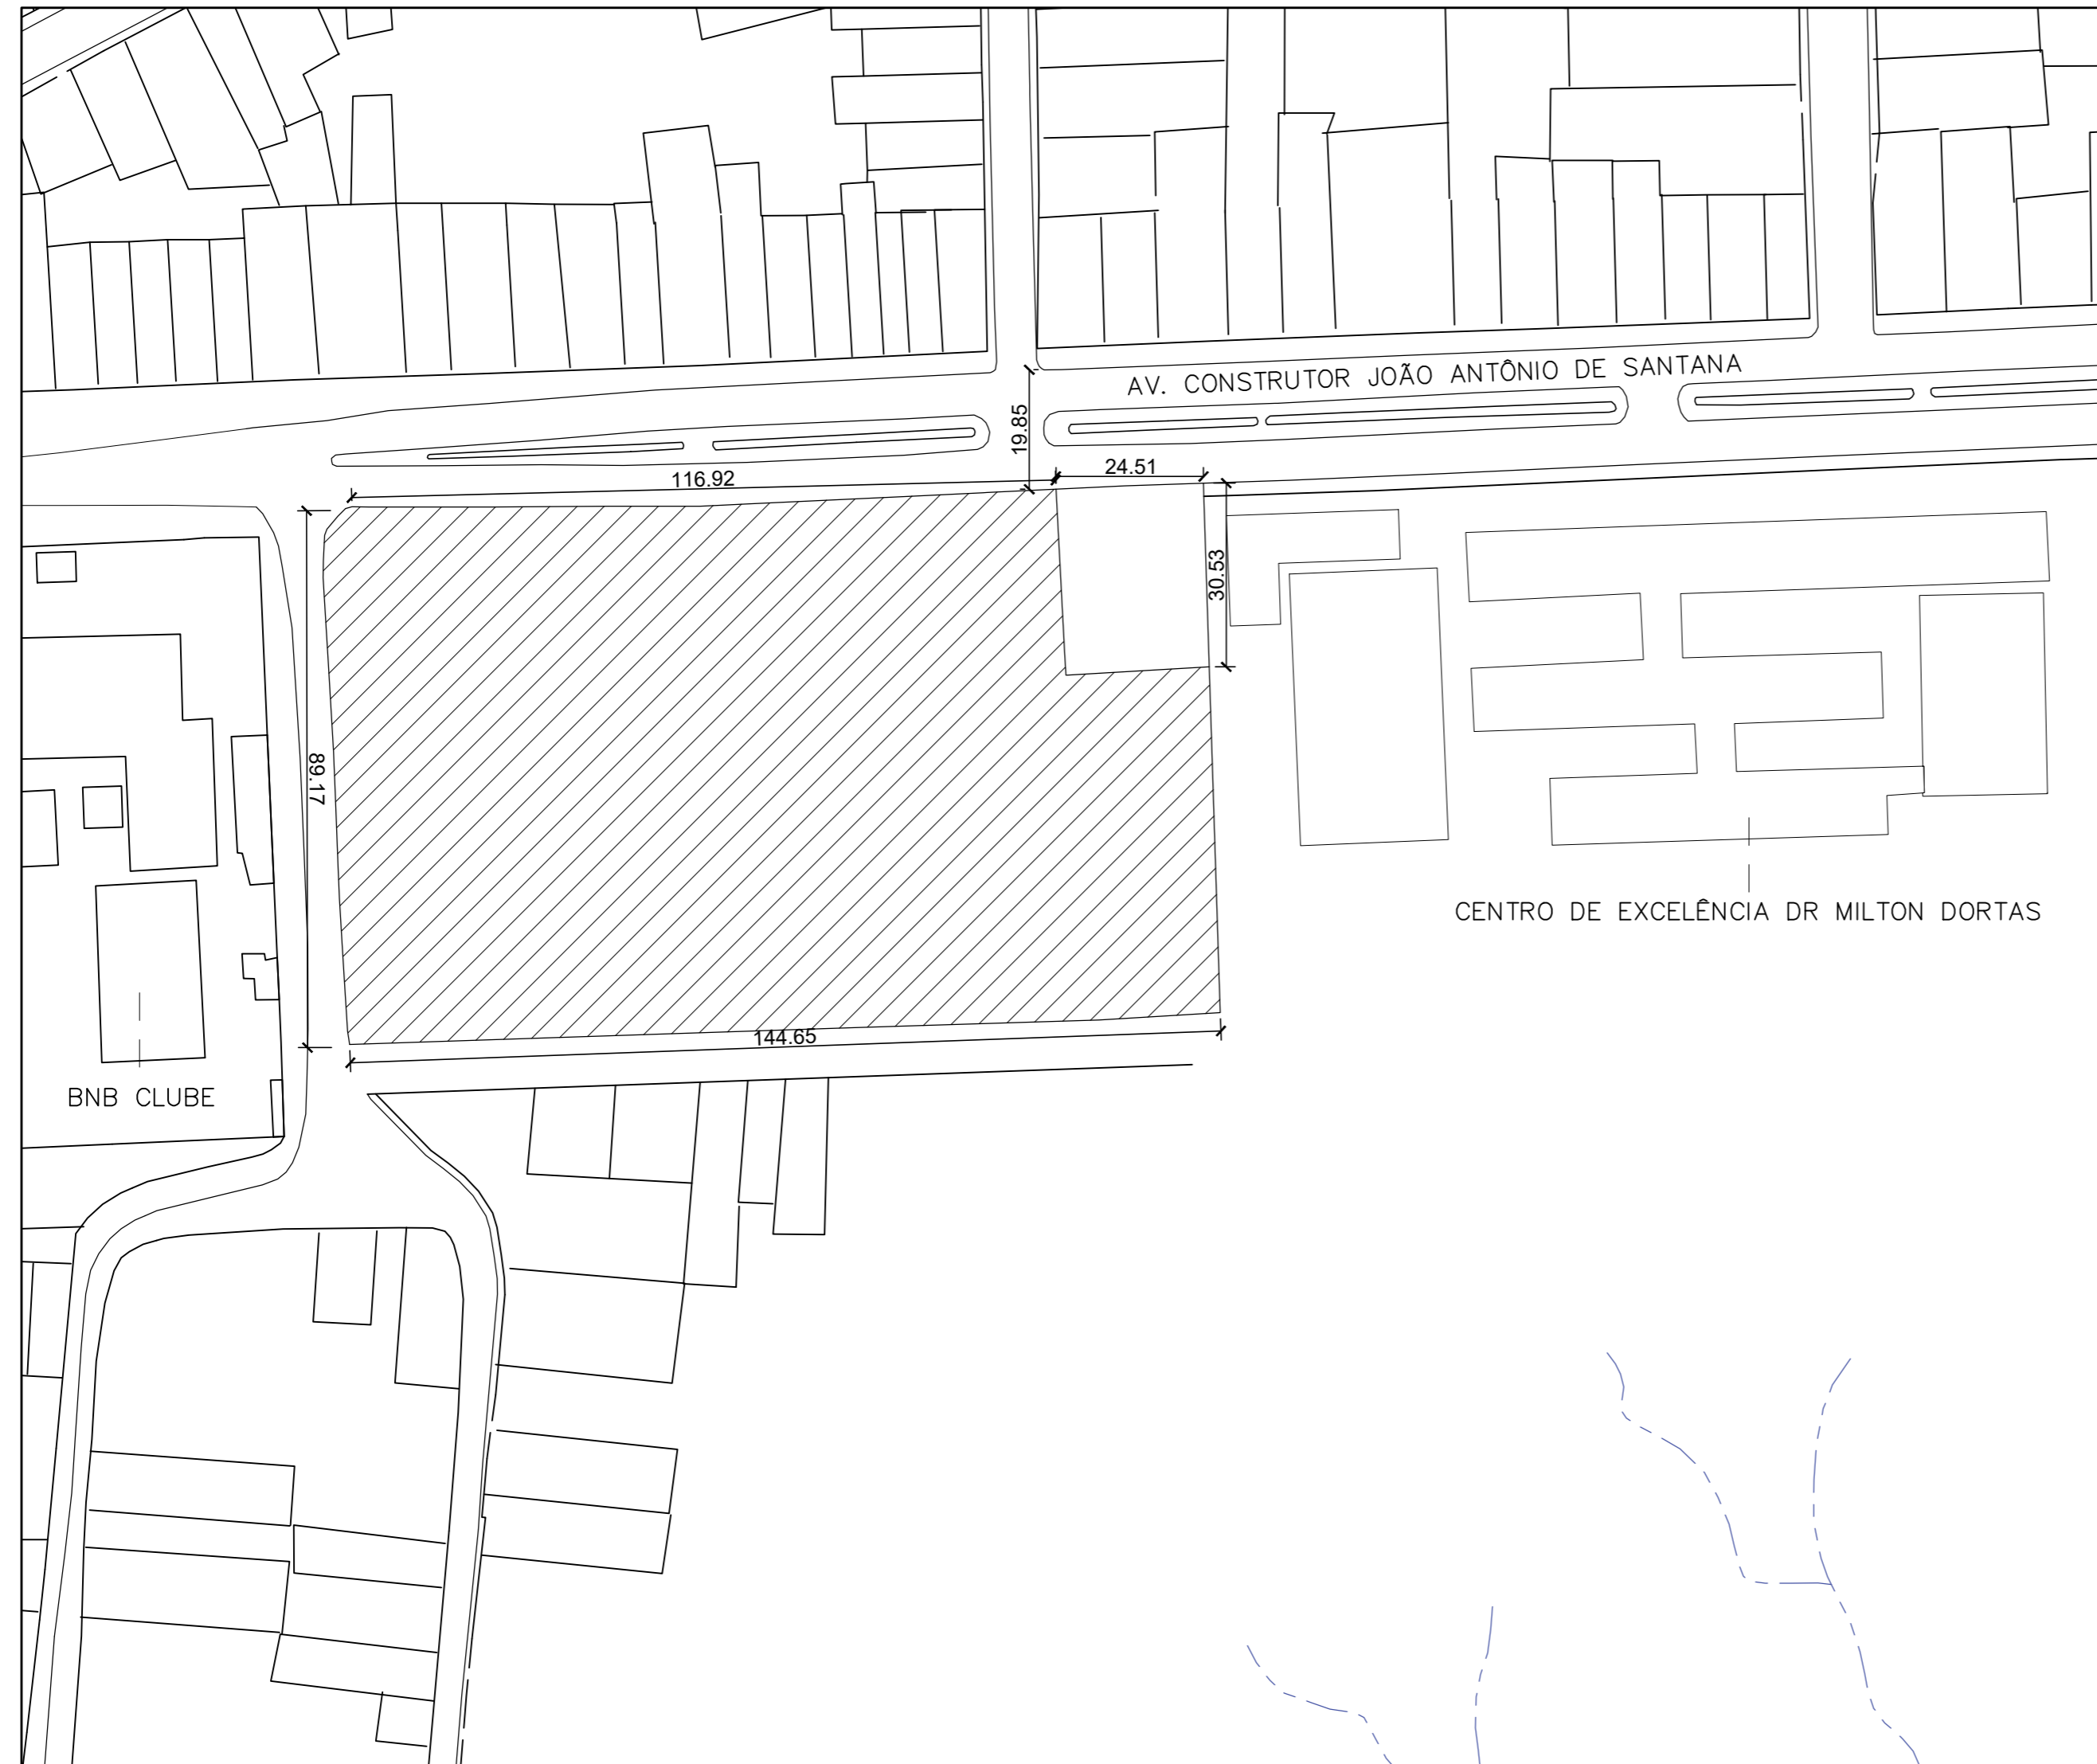 AV. CONSTRUTOR JOÃO ANTÔNIO DE SANTANA
19.85
116.92
24.51
30.53
89.17
CENTRO DE EXCELÊNCIA DR MILTON DORTAS
144.65
BNB CLUBE